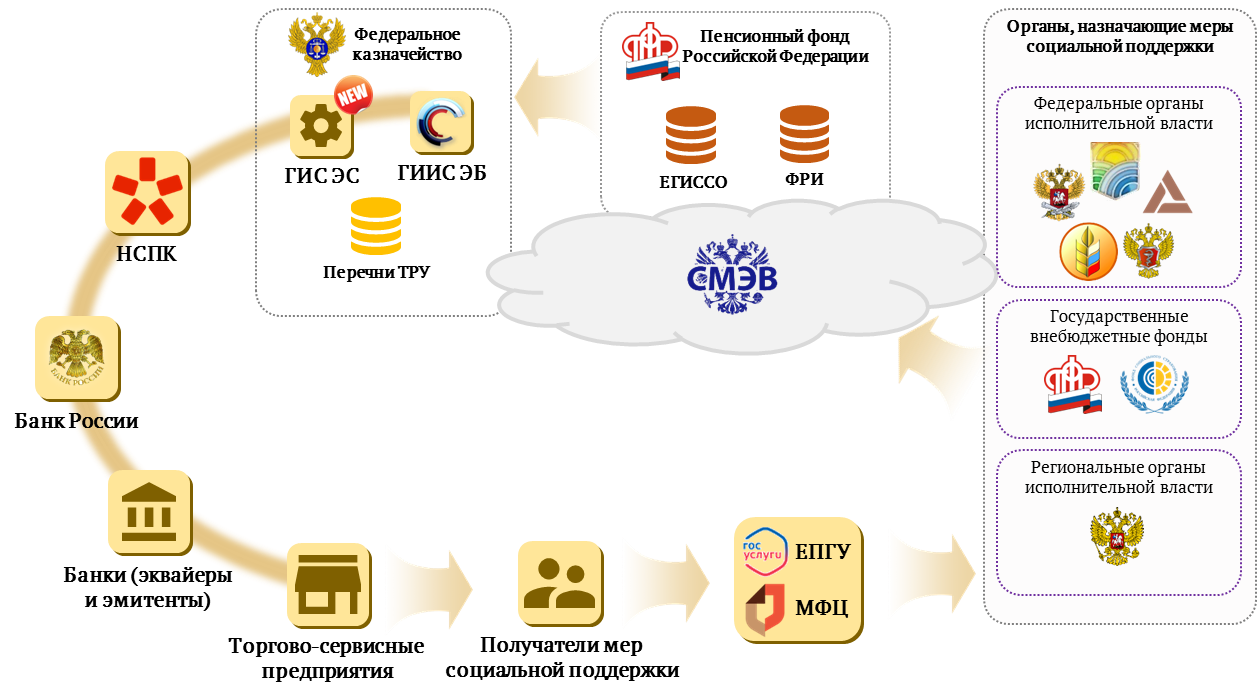 Федеральное
казначейство
NEW
ГИС ЭС
ГИИС ЭБ
Перечни ТРУ
Пенсионный фонд
Российской Федерации
ЕГИССО
ФРИ
СМЭВ
Органы, назначающие меры
социальной поддержки
Федеральные органы
исполнительной власти
Государственные
внебюджетные фонды
Региональные органы
исполнительной власти
НСПК
БАНК РОССИИ
Банк России
Банки (эквайеры
и эмитенты)
Торгово-сервисные
предприятия
Получатели мер
социальной поддержки
гос
услуги
ЕПГУ
МФЦ